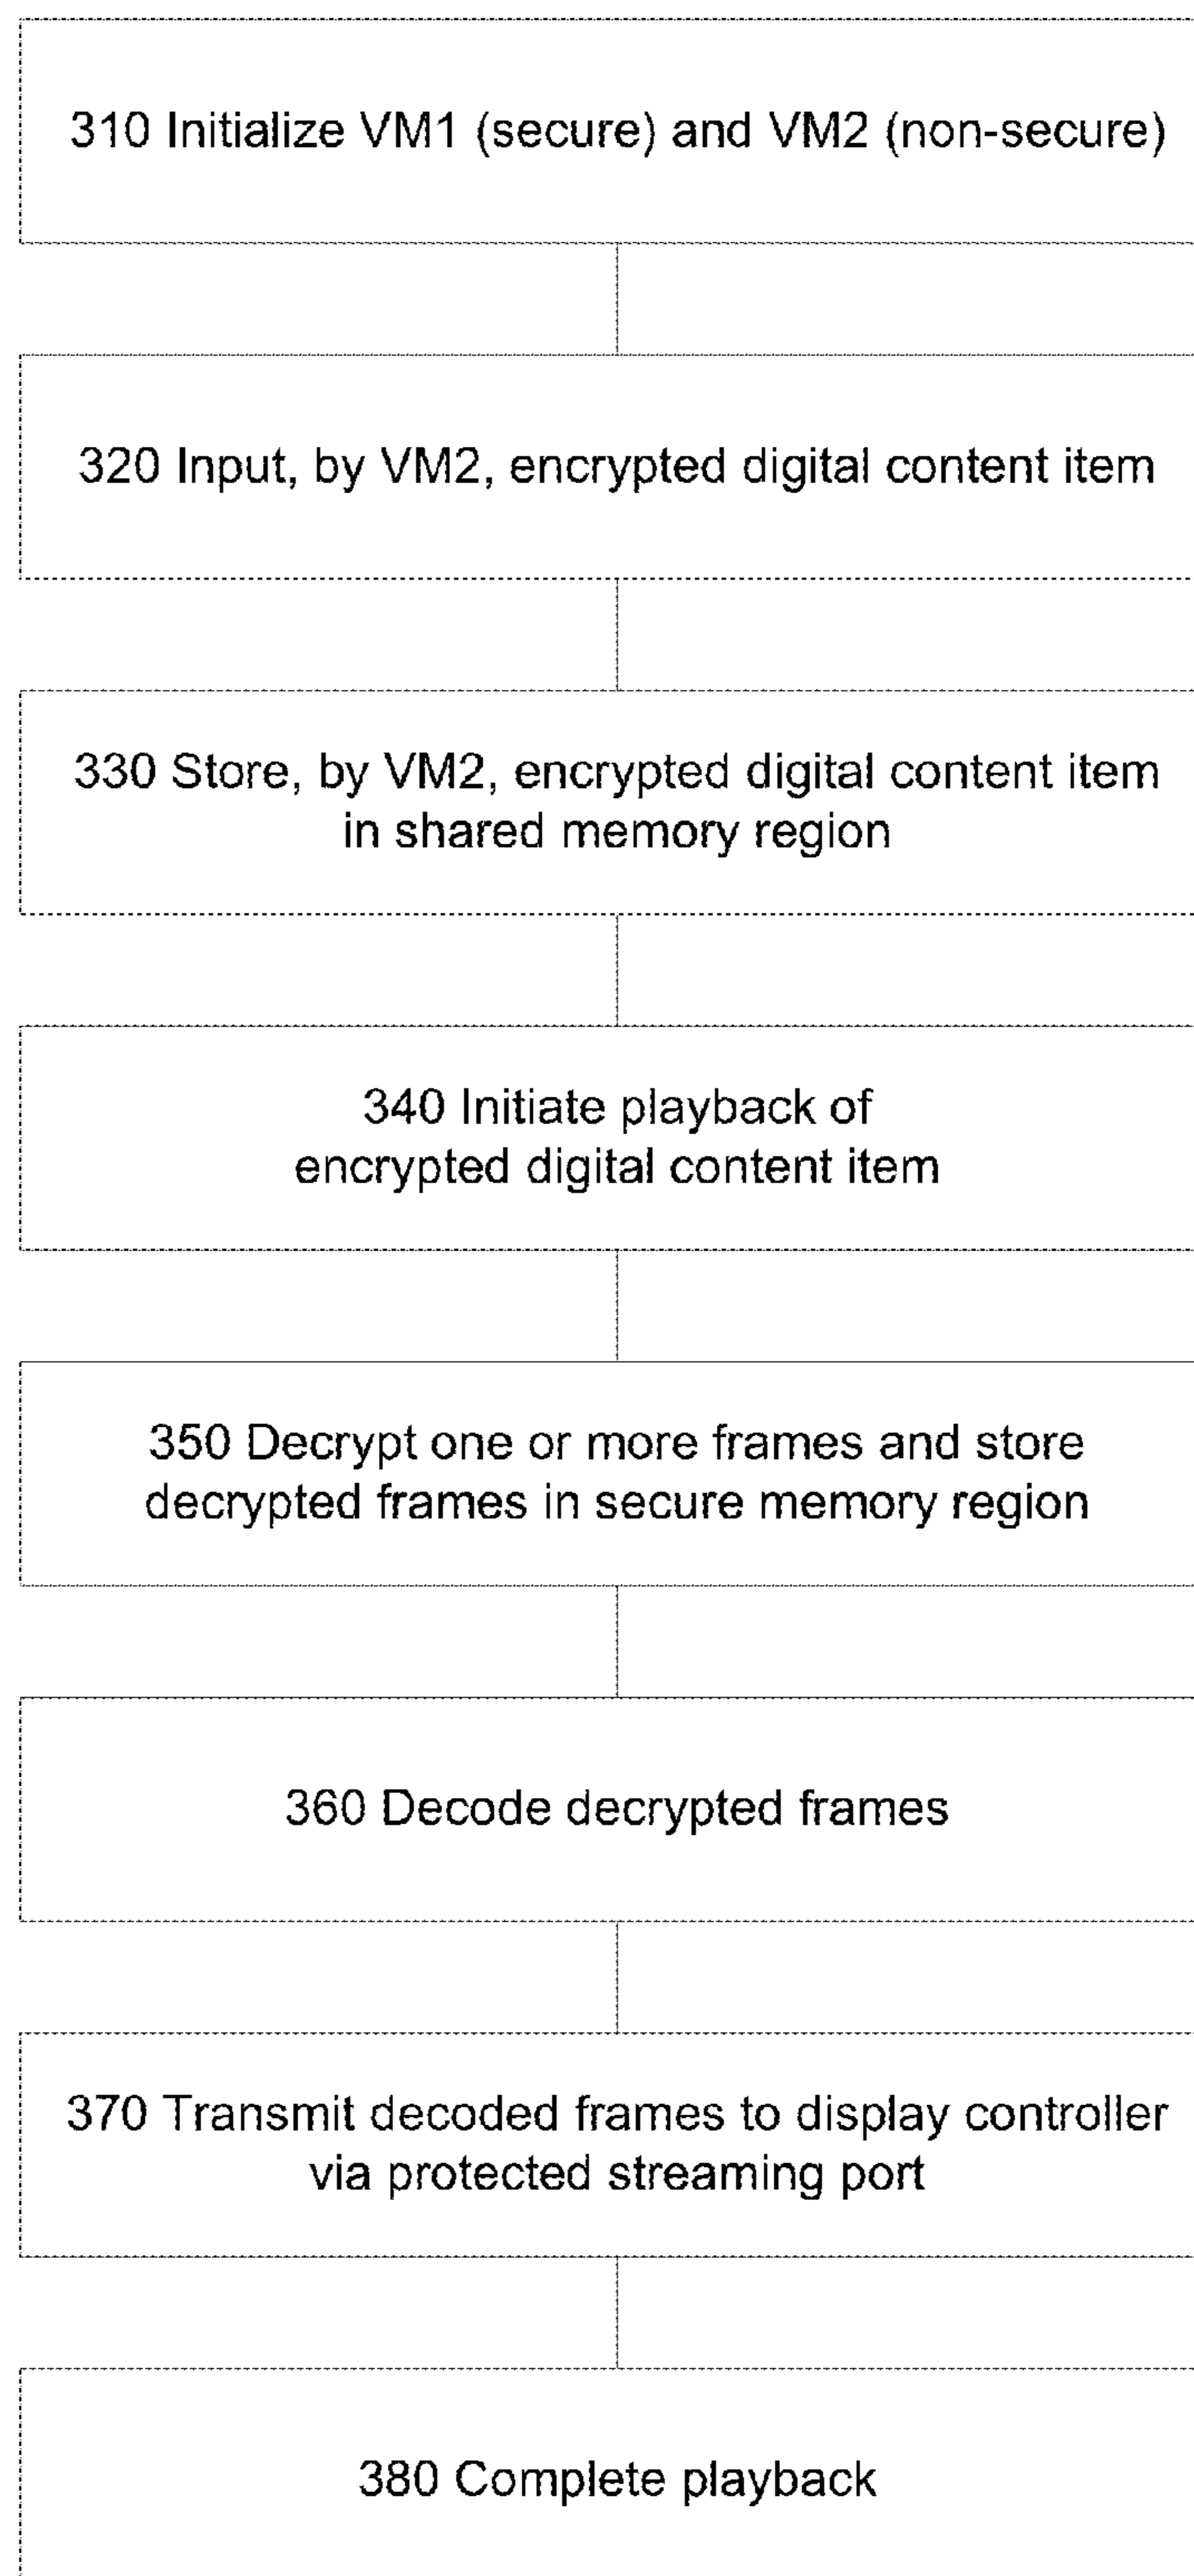 310 Initialize VM1 (secure) and VM2 (non-secure)
320 Input, by VM2, encrypted digital content item
330 Store, by VM2, encrypted digital content item
in shared memory region
340 Initiate playback of
encrypted digital content item
350 Decrypt one or more frames and store
decrypted frames in secure memory region
360 Decode decrypted frames
370 Transmit decoded frames to display controller
via protected streaming port
380 Complete playback